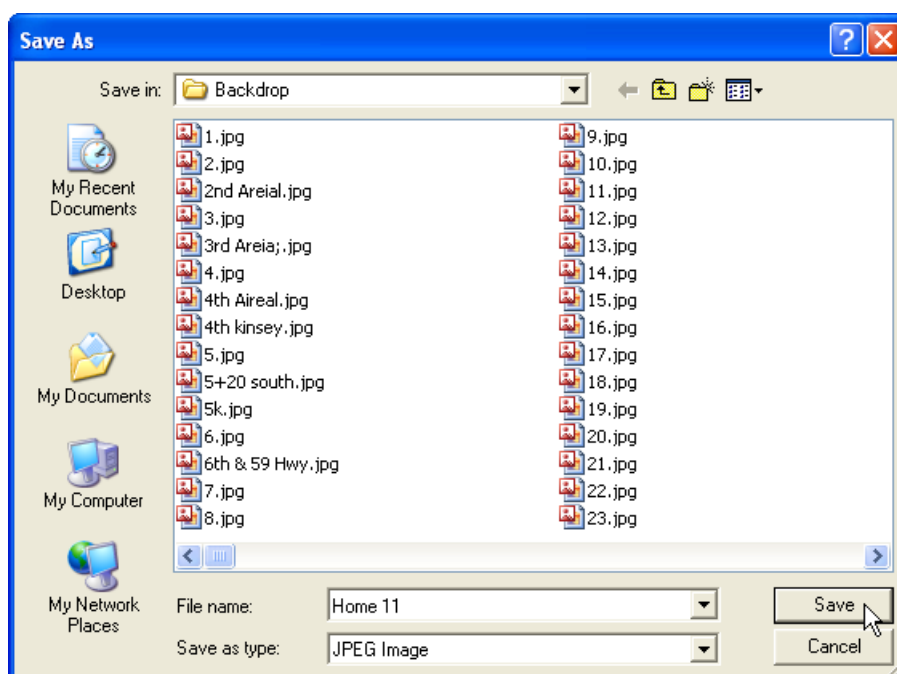 Save As
Save in: Backdrop
My Recent Documents
Desktop
My Documents
My Computer
My Network Places
1.jpg
2.jpg
2nd Areial.jpg
3.jpg
3rd Areia;.jpg
4.jpg
4th Aireal.jpg
4th kinsey.jpg
5.jpg
5+20 south.jpg
5k.jpg
6.jpg
6th & 59 Hwy.jpg
7.jpg
8.jpg
9.jpg
10.jpg
11.jpg
12.jpg
13.jpg
14.jpg
15.jpg
16.jpg
17.jpg
18.jpg
19.jpg
20.jpg
21.jpg
22.jpg
23.jpg
File name: Home 11 Save
Save as type: JPEG Image Cancel